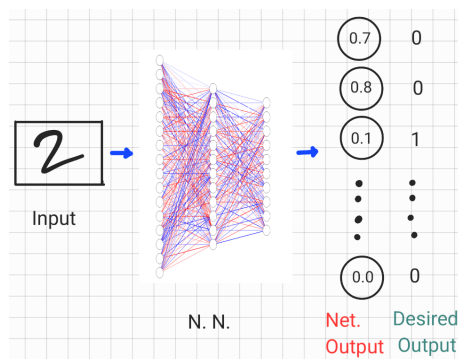 0.7 0
0.8 0
0.1 1
2
Input
0.0 0
N. N.
Net. Desired
Output Output